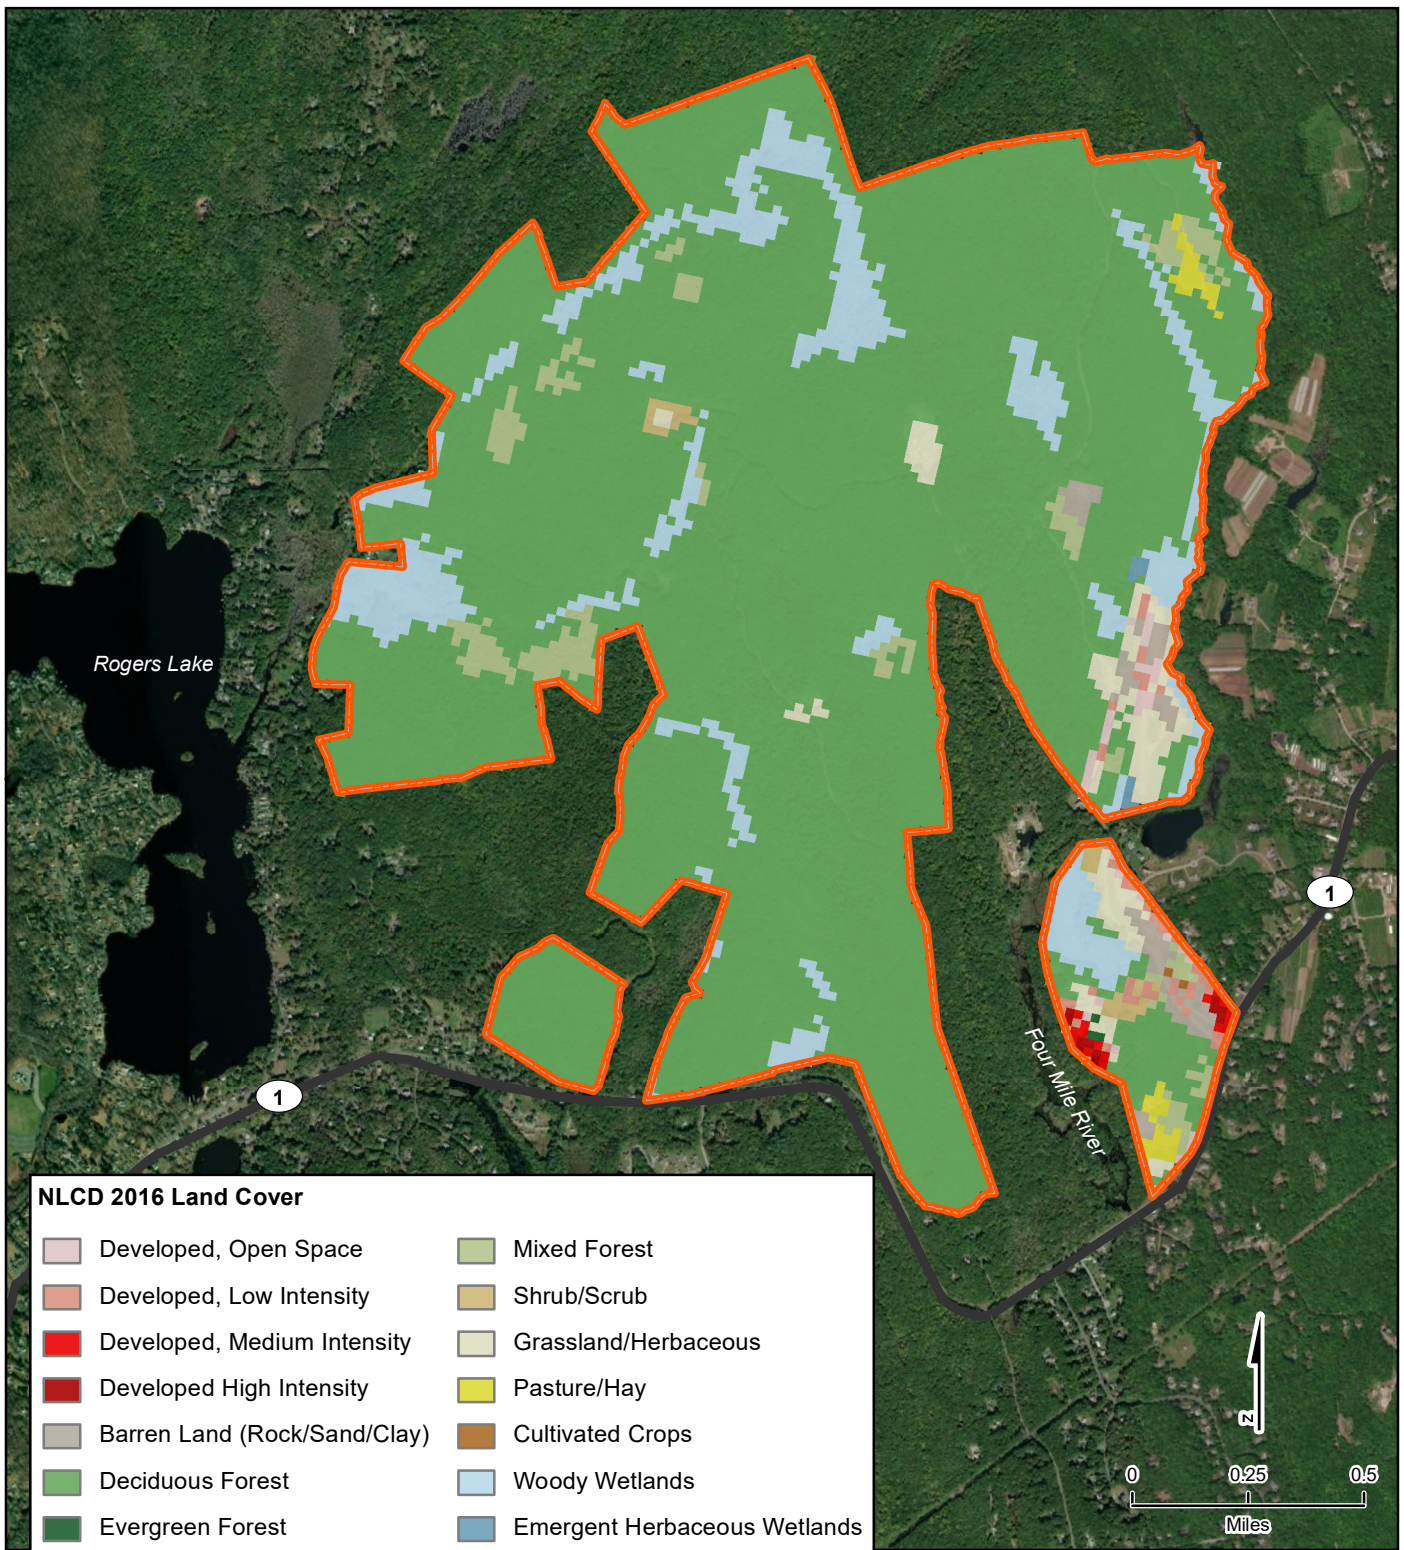 Rogers Lake
1
Four Mile River
1
NLCD 2016 Land Cover
Developed, Open Space
Developed, Low Intensity
Developed, Medium Intensity
Developed High Intensity
Barren Land (Rock/Sand/Clay)
Deciduous Forest
Evergreen Forest
Mixed Forest
Shrub/Scrub
Grassland/Herbaceous
Pasture/Hay
Cultivated Crops
Woody Wetlands
Emergent Herbaceous Wetlands
N
0 0.25 0.5
Miles